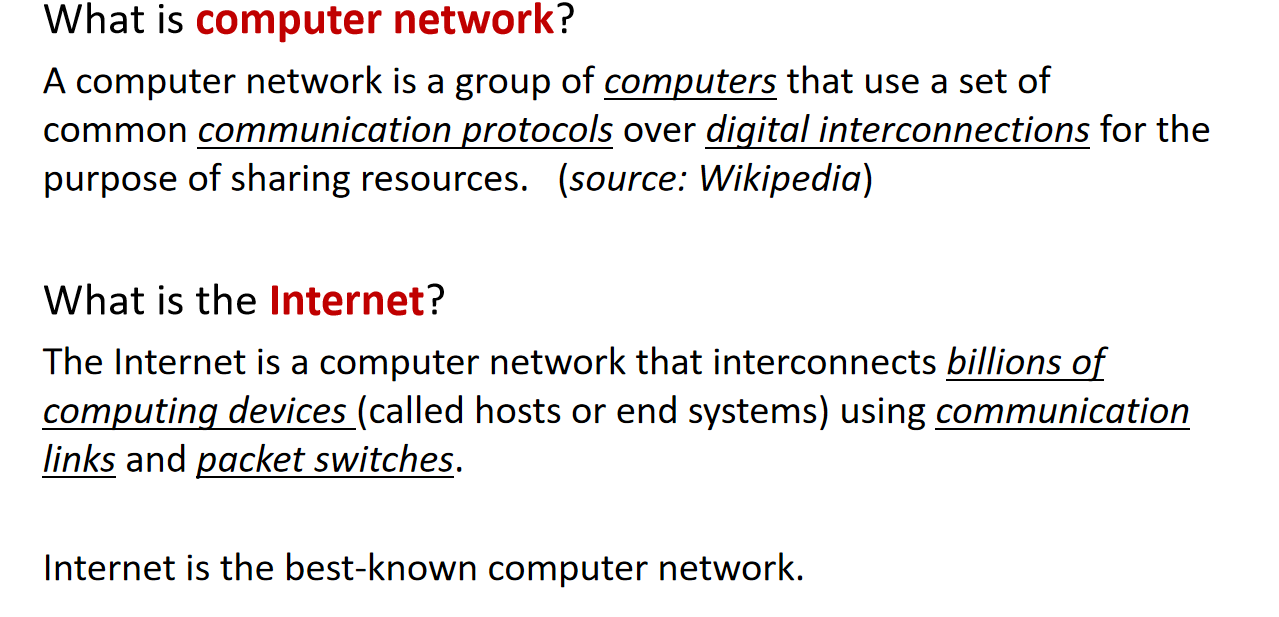 What is computer network?
A computer network is a group of computers that use a set of
common communication protocols over digital interconnections for the
purpose of sharing resources. (source: Wikipedia)
What is the Internet?
The Internet is a computer network that interconnects billions of
computing devices (called hosts or end systems) using communication
links and packet switches.
Internet is the best-known computer network.